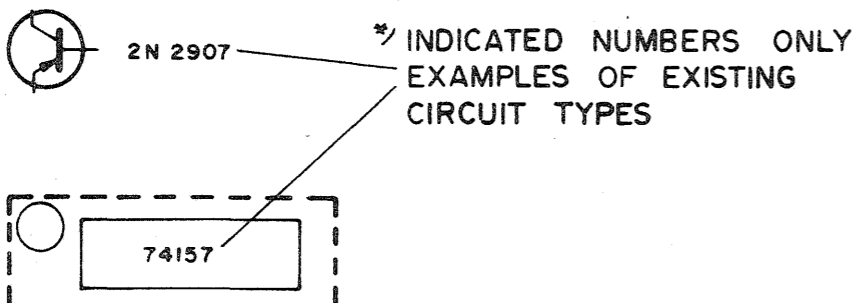 2N 2907
*) INDICATED NUMBERS ONLY
EXAMPLES OF EXISTING
CIRCUIT TYPES
74157